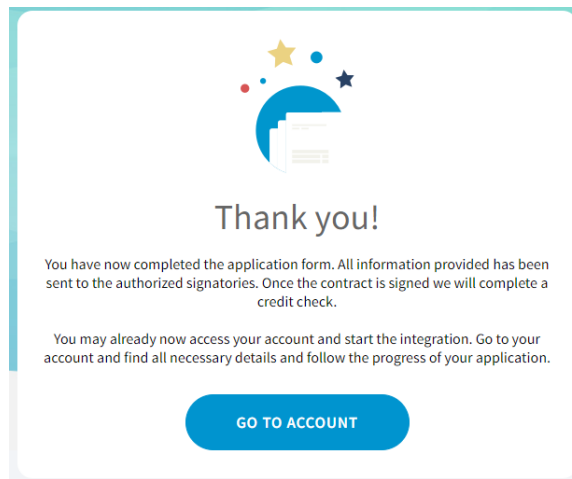 Thank you!
You have now completed the application form. All information provided has been
sent to the authorized signatories. Once the contract is signed we will complete a
credit check.
You may already now access your account and start the integration. Go to your
account and find all necessary details and follow the progress of your application.
GO TO ACCOUNT